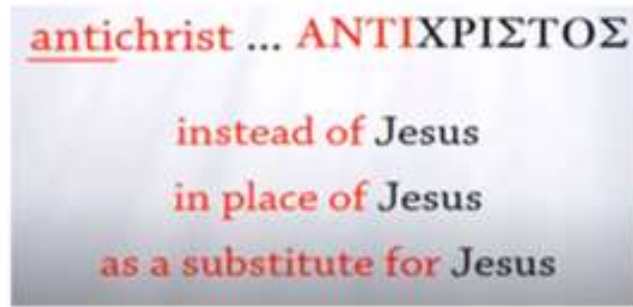 antichrist ... ΑΝΤΙΧΡΙΣΤΟΣ
instead of Jesus
in place of Jesus
as a substitute for Jesus